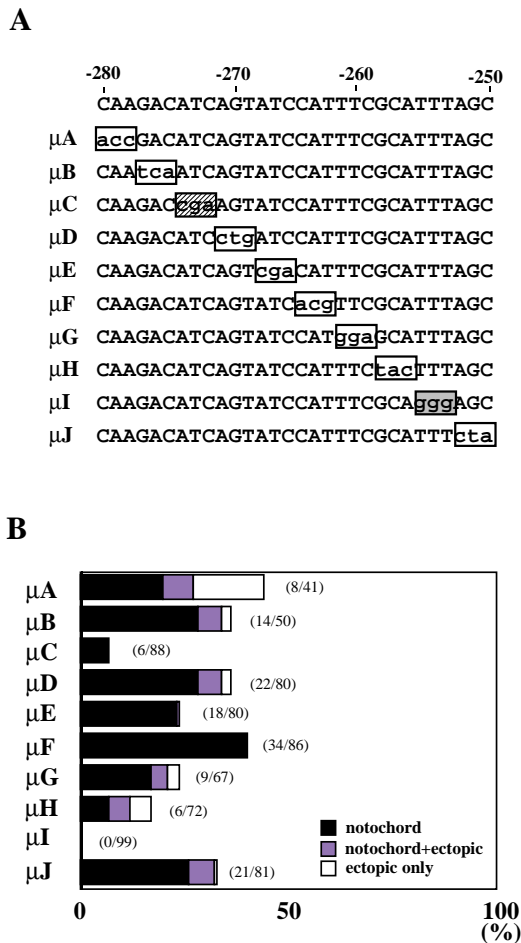 A
-280 -270 -260 -250
CAAGACATCAGTATCCATTTCGCATTTAGC
μA accGACATCAGTATCCATTTCGCATTTAGC
μB CAAtcaATCAGTATCCATTTCGCATTTAGC
μC CAAGACcgaAGTATCCATTTCGCATTTAGC
μD CAAGACATCctgATCCATTTCGCATTTAGC
μE CAAGACATCAGTcgaCATTTCGCATTTAGC
μF CAAGACATCAGTATCacgTTCGCATTTAGC
μG CAAGACATCAGTATCCATggaGCATTTAGC
μH CAAGACATCAGTATCCATTTCtacTTTAGC
μI CAAGACATCAGTATCCATTTCGCAgggAGC
μJ CAAGACATCAGTATCCATTTCGCATTTcta
B
μA (8/41)
μB (14/50)
μC (6/88)
μD (22/80)
μE (18/80)
μF (34/86)
μG (9/67)
μH (6/72)
μI (0/99)
μJ (21/81)
notochord
notochord+ectopic
ectopic only
0 50 100
(%)